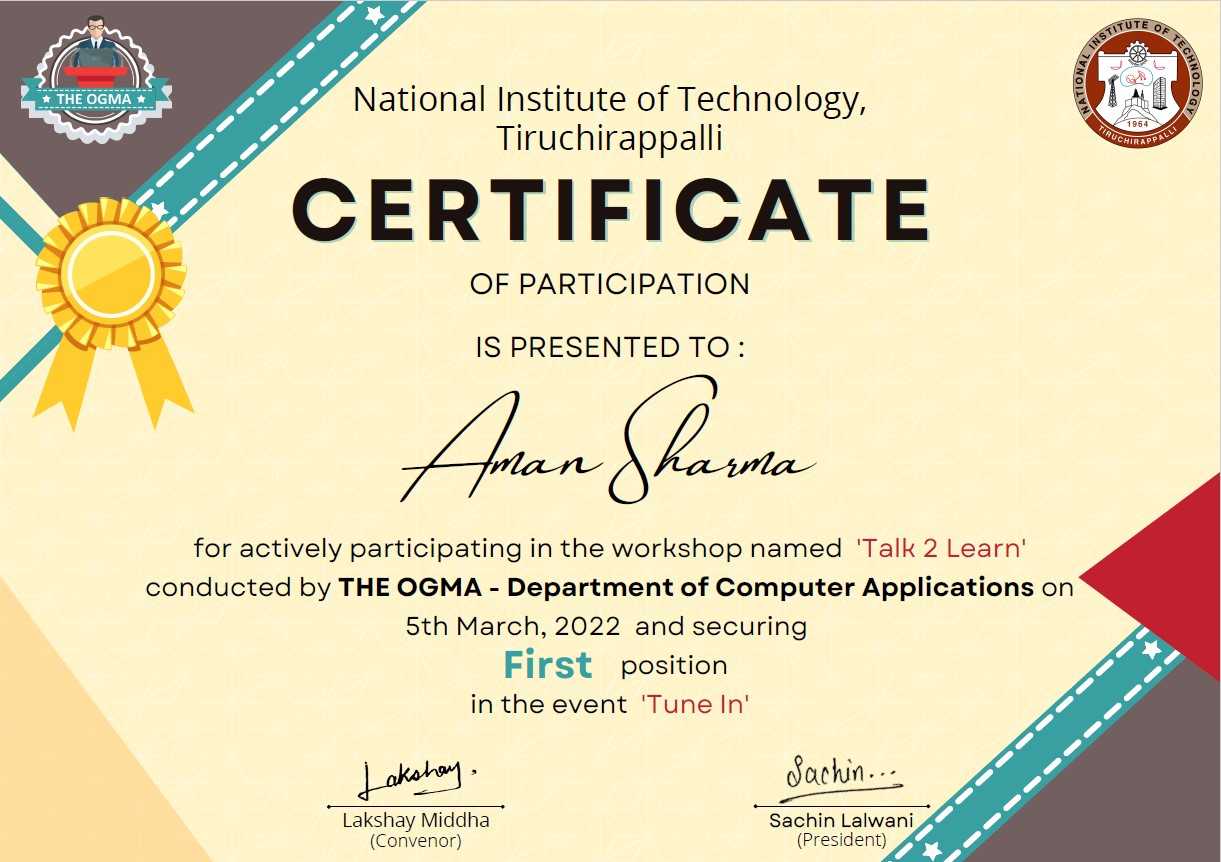 THE OGMA
NATIONAL INSTITUTE OF TECHNOLOGY
1964
TIRUCHIRAPPALLI
National Institute of Technology,
Tiruchirappalli
CERTIFICATE
OF PARTICIPATION
IS PRESENTED TO :
Aman Sharma
for actively participating in the workshop named 'Talk 2 Learn'
conducted by THE OGMA - Department of Computer Applications on
5th March, 2022 and securing
First position
in the event 'Tune In'
Lakshay.
Sachin...
Lakshay Middha
Sachin Lalwani
(Convenor)
(President)